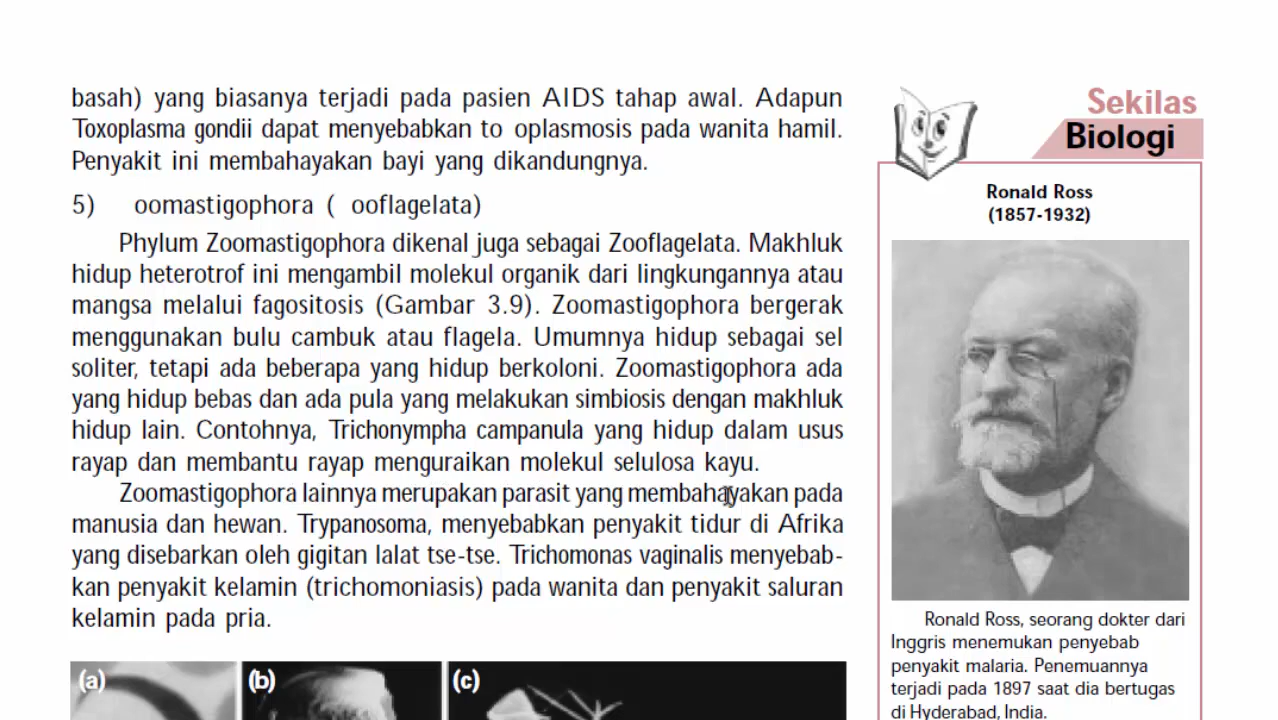 basah) yang biasanya terjadi pada pasien AIDS tahap awal. Adapun
Toxoplasma gondii dapat menyebabkan to oplasmosis pada wanita hamil.
Penyakit ini membahayakan bayi yang dikandungnya.
5) oomastigophora ( ooflagelata)
Phylum Zoomastigophora dikenal juga sebagai Zooflagelata. Makhluk
hidup heterotrof ini mengambil molekul organik dari lingkungannya atau
mangsa melalui fagositosis (Gambar 3.9). Zoomastigophora bergerak
menggunakan bulu cambuk atau flagela. Umumnya hidup sebagai sel
soliter, tetapi ada beberapa yang hidup berkoloni. Zoomastigophora ada
yang hidup bebas dan ada pula yang melakukan simbiosis dengan makhluk
hidup lain. Contohnya, Trichonympha campanula yang hidup dalam usus
rayap dan membantu rayap menguraikan molekul selulosa kayu.
Zoomastigophora lainnya merupakan parasit yang membahayakan pada
manusia dan hewan. Trypanosoma, menyebabkan penyakit tidur di Afrika
yang disebarkan oleh gigitan lalat tse-tse. Trichomonas vaginalis menyebab-
kan penyakit kelamin (trichomoniasis) pada wanita dan penyakit saluran
kelamin pada pria.
(a) (b) (c)
Sekilas
Biologi
Ronald Ross
(1857-1932)
Ronald Ross, seorang dokter dari
Inggris menemukan penyebab
penyakit malaria. Penemuannya
terjadi pada 1897 saat dia bertugas
di Hyderabad, India.